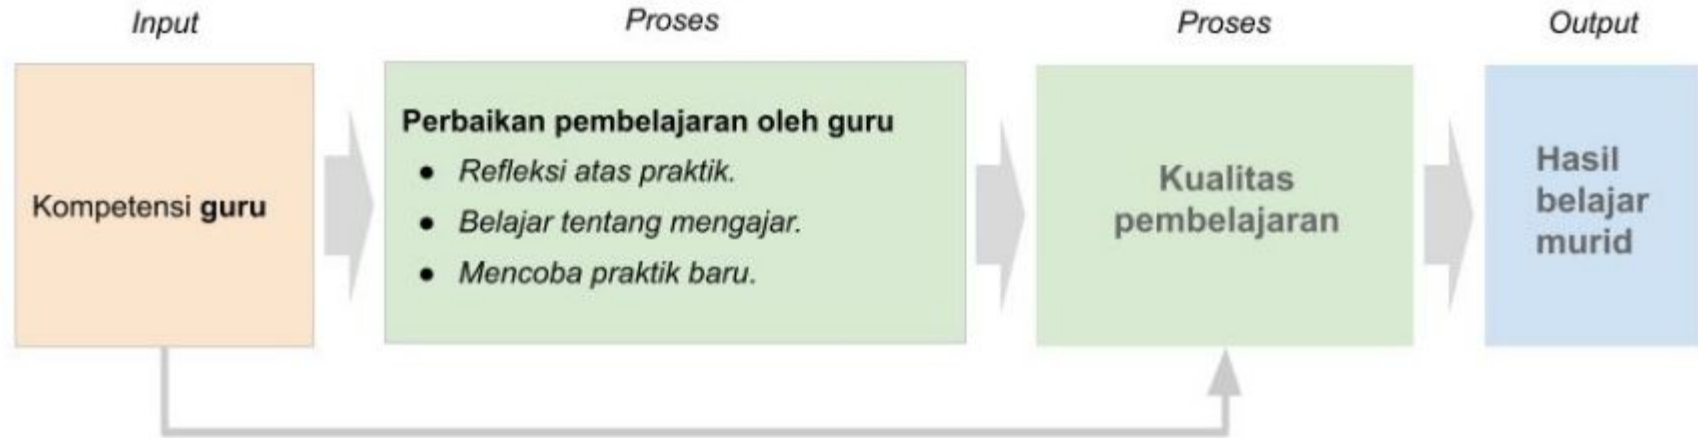 Input
Proses
Proses
Output
Kompetensi guru
Perbaikan pembelajaran oleh guru
● Refleksi atas praktik.
● Belajar tentang mengajar.
● Mencoba praktik baru.
Kualitas
pembelajaran
Hasil
belajar
murid